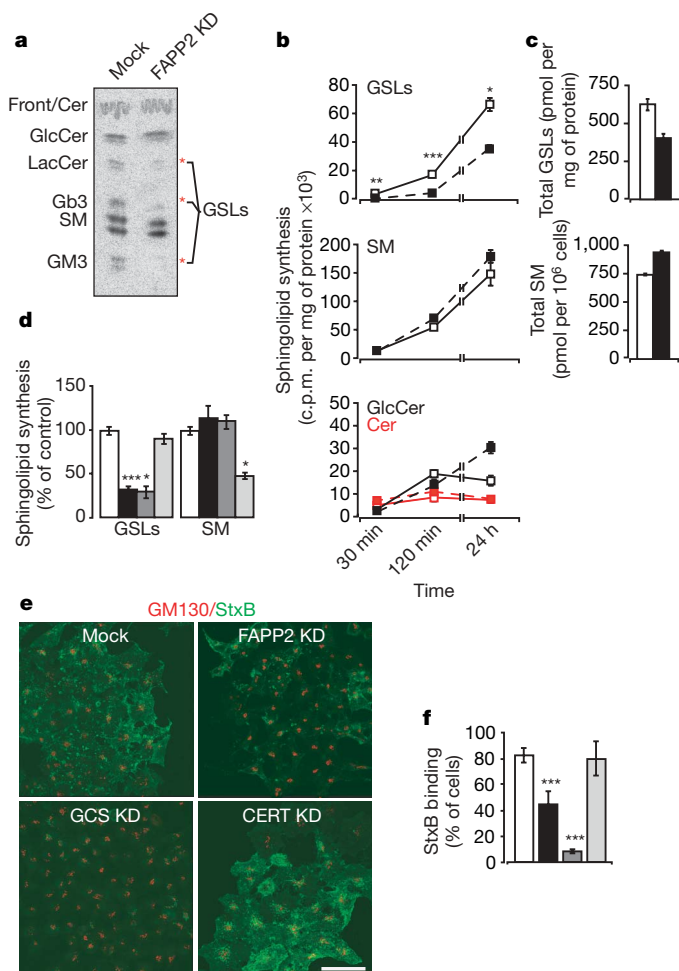 a
Mock
FAPP2 KD
Front/Cer
GlcCer
LacCer
*
Gb3
*
GSLs
SM
GM3
*
b
Sphingolipid synthesis
(c.p.m. per mg of protein ×10³)
80
60
40
20
0
GSLs
**
***
*
200
150
100
50
0
SM
50
40
30
20
10
0
GlcCer
Cer
30 min
120 min
24 h
Time
c
Total GSLs (pmol per
mg of protein)
750
500
250
0
Total SM
(pmol per 10⁶ cells)
1,000
750
500
250
0
d
Sphingolipid synthesis
(% of control)
150
100
50
0
***
*
*
GSLs
SM
e
GM130/StxB
Mock
FAPP2 KD
GCS KD
CERT KD
f
StxB binding
(% of cells)
100
80
60
40
20
0
***
***